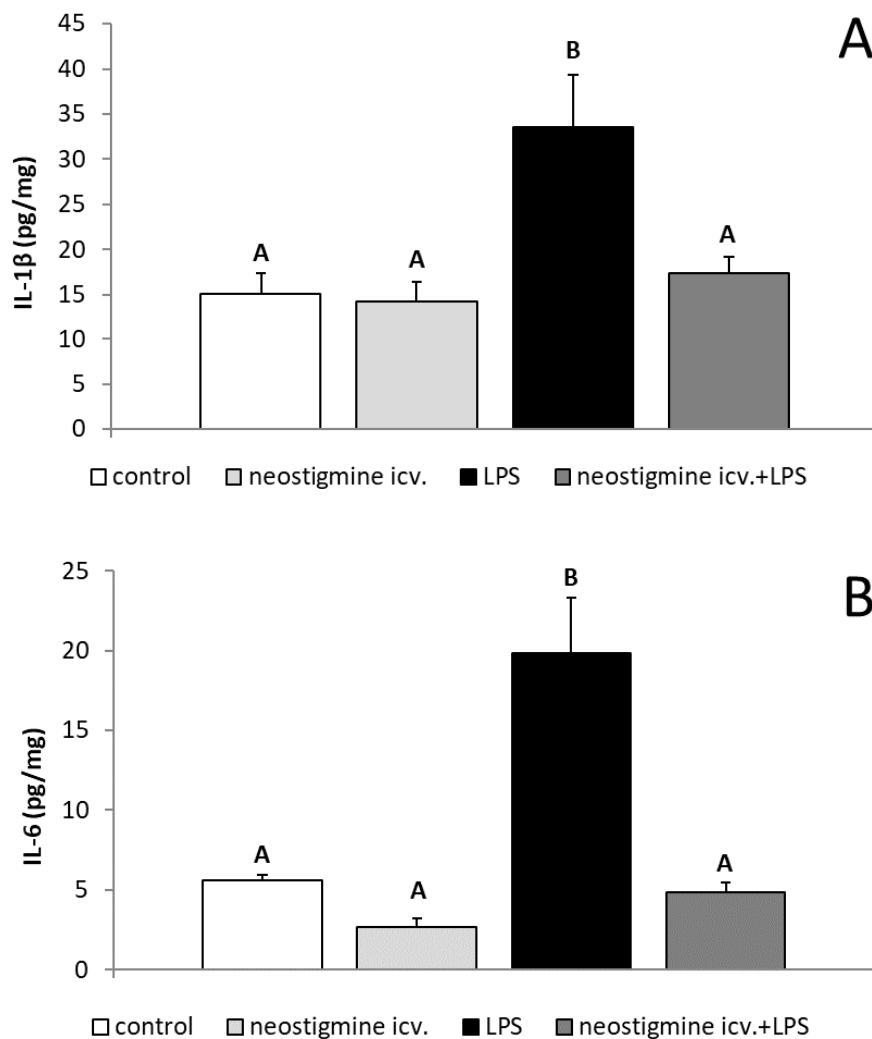 A
IL-1β (pg/mg)
45
40
35
30
25
20
15
10
5
0
A
A
B
A
control neostigmine icv. LPS neostigmine icv.+LPS
B
IL-6 (pg/mg)
25
20
15
10
5
0
A
A
B
A
control neostigmine icv. LPS neostigmine icv.+LPS